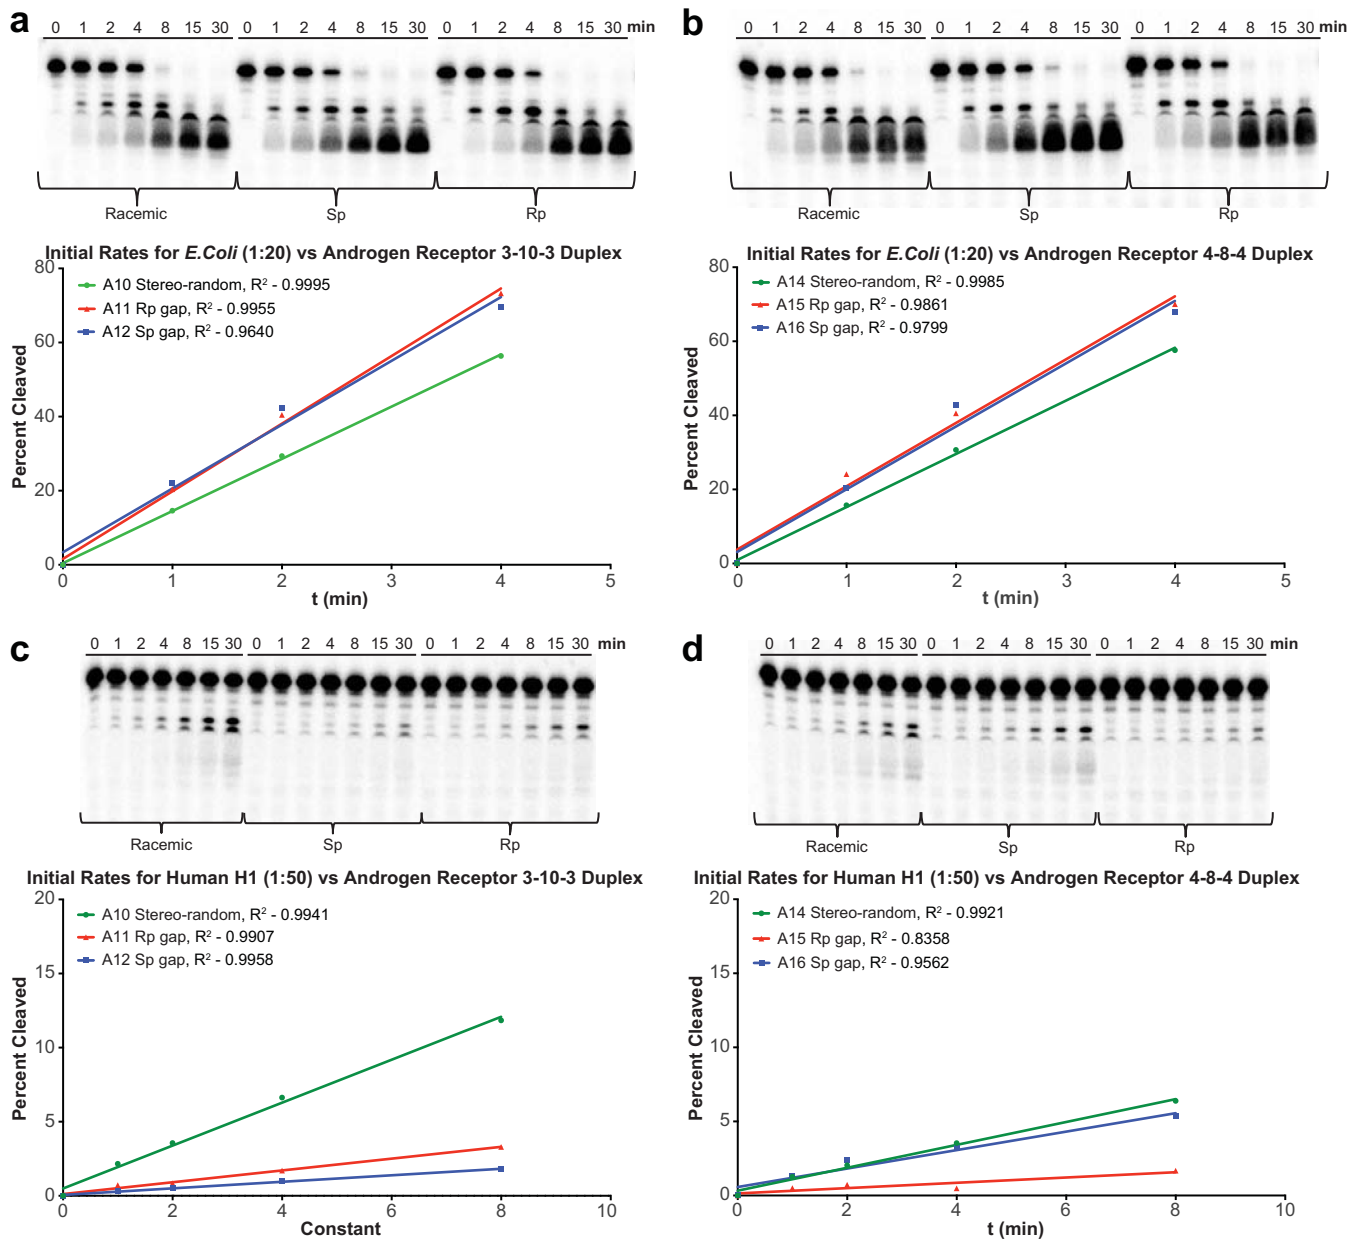 a
0 1 2 4 8 15 30 0 1 2 4 8 15 30 0 1 2 4 8 15 30 min
Racemic Sp Rp
Initial Rates for E.Coli (1:20) vs Androgen Receptor 3-10-3 Duplex
A10 Stereo-random, R² - 0.9995
A11 Rp gap, R² - 0.9955
A12 Sp gap, R² - 0.9640
80
60
40
20
0
Percent Cleaved
0 1 2 3 4 5
t (min)
b
0 1 2 4 8 15 30 0 1 2 4 8 15 30 0 1 2 4 8 15 30 min
Racemic Sp Rp
Initial Rates for E.Coli (1:20) vs Androgen Receptor 4-8-4 Duplex
A14 Stereo-random, R² - 0.9985
A15 Rp gap, R² - 0.9861
A16 Sp gap, R² - 0.9799
80
60
40
20
0
Percent Cleaved
0 1 2 3 4 5
t (min)
c
0 1 2 4 8 15 30 0 1 2 4 8 15 30 0 1 2 4 8 15 30 min
Racemic Sp Rp
Initial Rates for Human H1 (1:50) vs Androgen Receptor 3-10-3 Duplex
A10 Stereo-random, R² - 0.9941
A11 Rp gap, R² - 0.9907
A12 Sp gap, R² - 0.9958
20
15
10
5
0
Percent Cleaved
0 2 4 6 8 10
Constant
d
0 1 2 4 8 15 30 0 1 2 4 8 15 30 0 1 2 4 8 15 30 min
Racemic Sp Rp
Initial Rates for Human H1 (1:50) vs Androgen Receptor 4-8-4 Duplex
A14 Stereo-random, R² - 0.9921
A15 Rp gap, R² - 0.8358
A16 Sp gap, R² - 0.9562
20
15
10
5
0
Percent Cleaved
0 2 4 6 8 10
t (min)